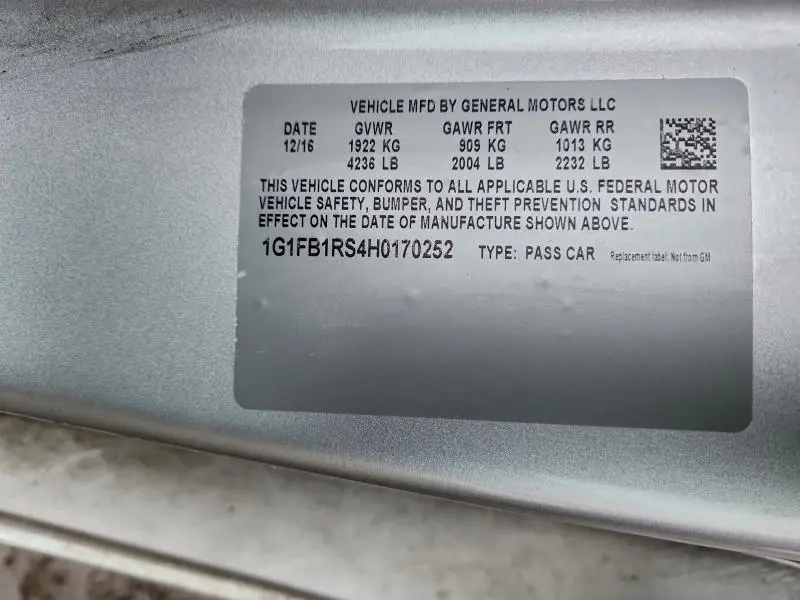 VEHICLE MFD BY GENERAL MOTORS LLC
DATE GVWR GAWR FRT GAWR RR
12/16 1922 KG 909 KG 1013 KG
4236 LB 2004 LB 2232 LB
THIS VEHICLE CONFORMS TO ALL APPLICABLE U.S. FEDERAL MOTOR
VEHICLE SAFETY, BUMPER, AND THEFT PREVENTION STANDARDS IN
EFFECT ON THE DATE OF MANUFACTURE SHOWN ABOVE.
1G1FB1RS4H0170252 TYPE: PASS CAR Replacement label: Not from GM